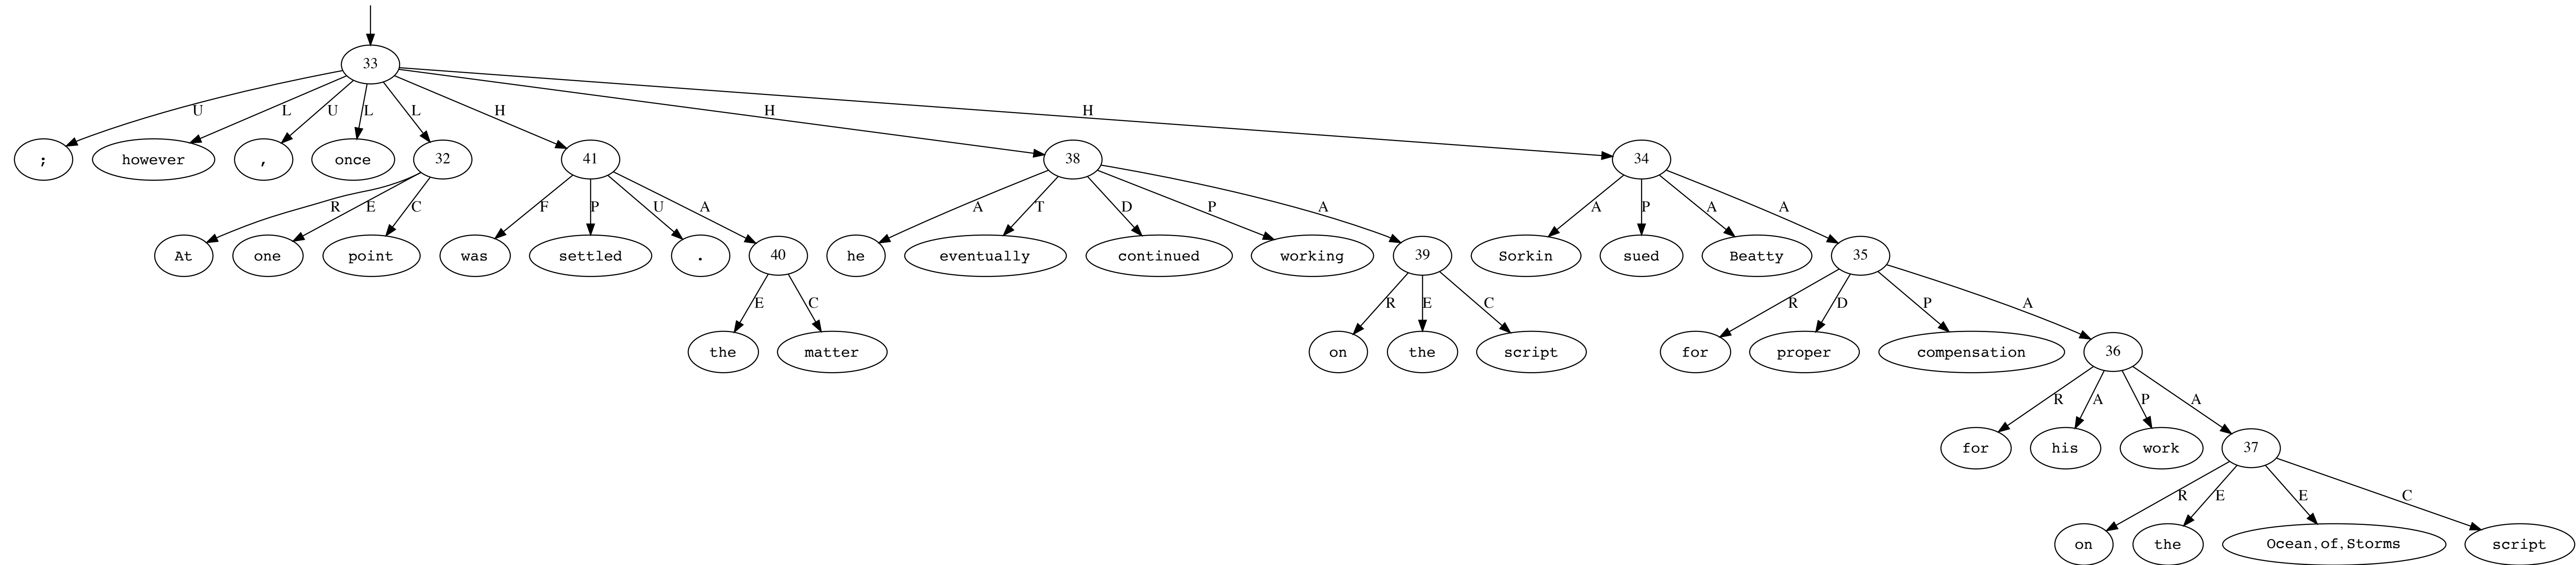 33
U L U L L H H H
; however , once 32 41 38 34
R E C F P U A A T D P A A P A A
At one point was settled . 40 he eventually continued working 39 Sorkin sued Beatty 35
E C R E C R D P A
the matter on the script for proper compensation 36
R A P A
for his work 37
R E E C
on the Ocean,of,Storms script